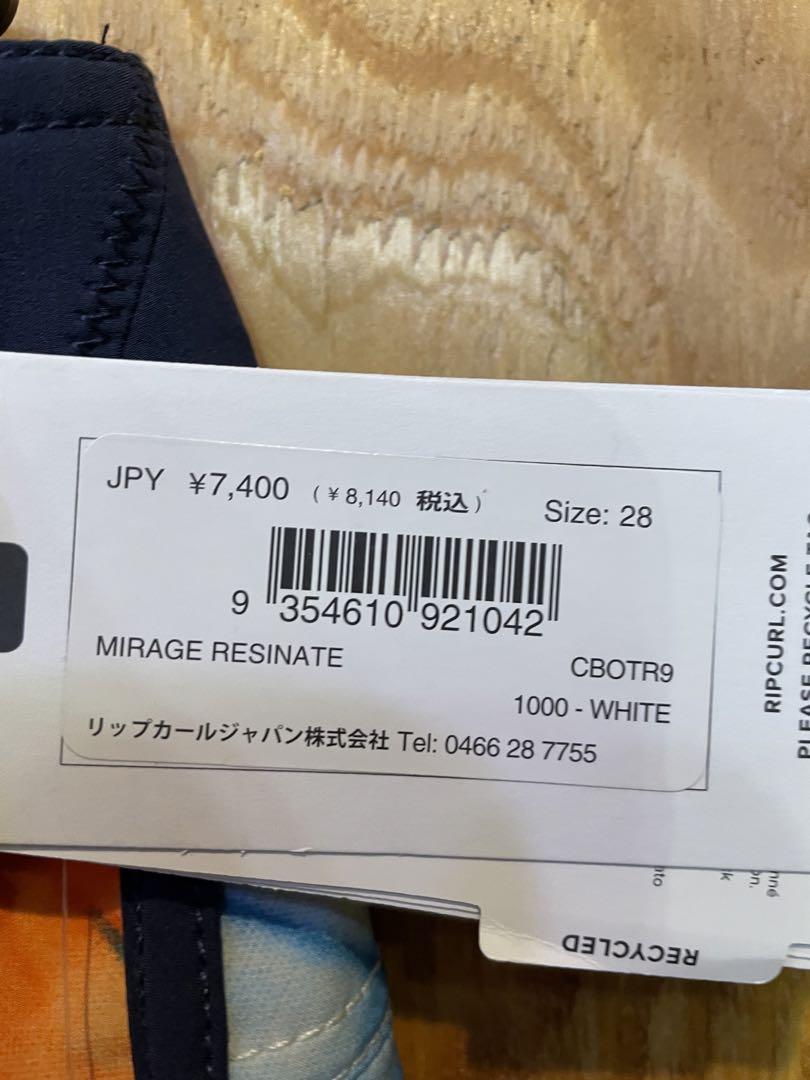 JPY ¥7,400 (¥8,140 税込)
Size: 28
9 354610 921042
MIRAGE RESINATE
CBOTR9
1000 - WHITE
リップカールジャパン株式会社 Tel: 0466 28 7755
RIPCURL.COM
RECYCLED